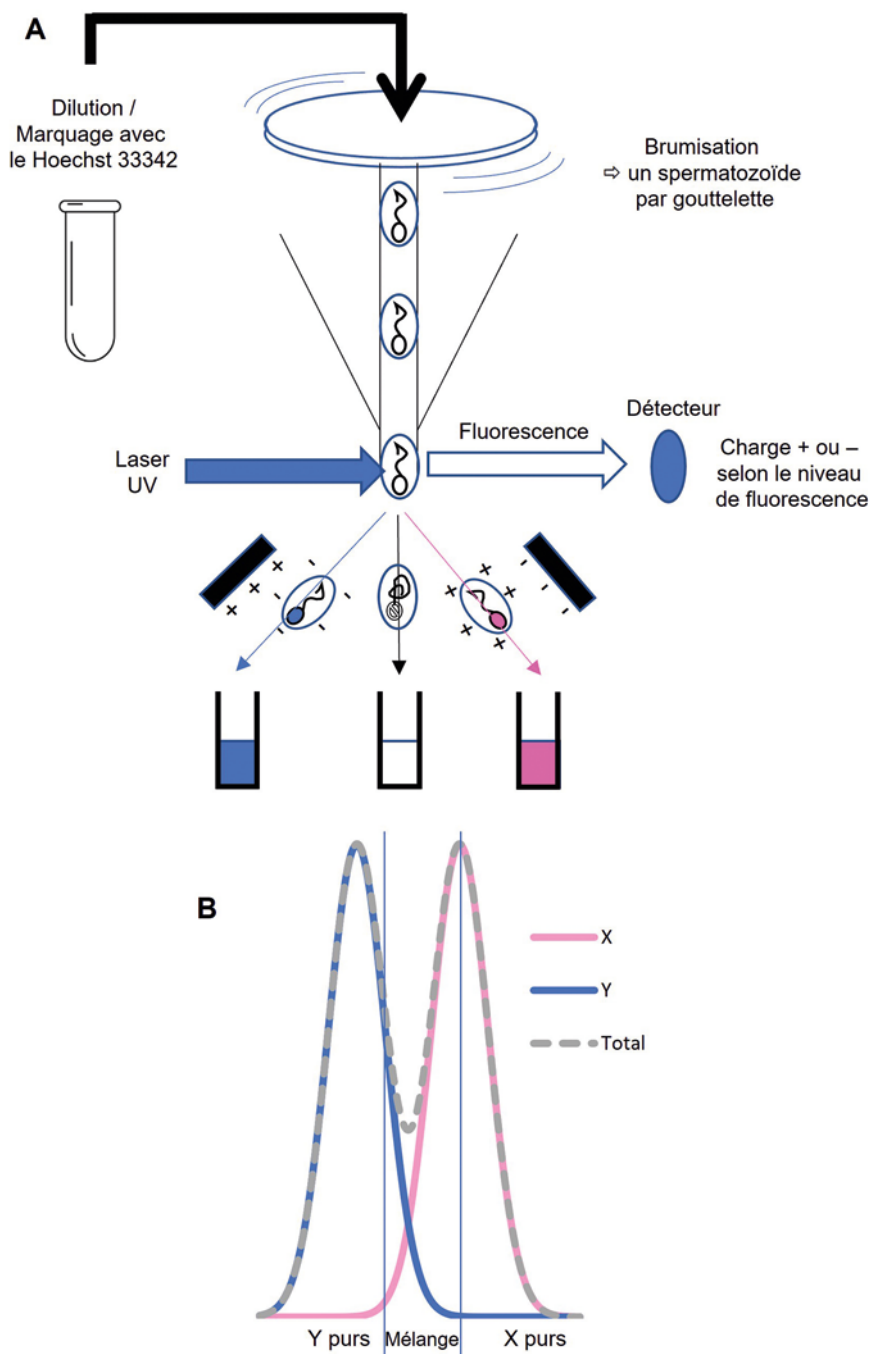 A
Dilution /
Marquage avec
le Hoechst 33342
Brumisation
⇨ un spermatozoïde
par gouttelette
Laser
UV
Fluorescence
Détecteur
Charge + ou –
selon le niveau
de fluorescence
+ + + +
- - - -
+ + + + + +
- - - -
B
X
Y
Total
Y purs
Mélange
X purs